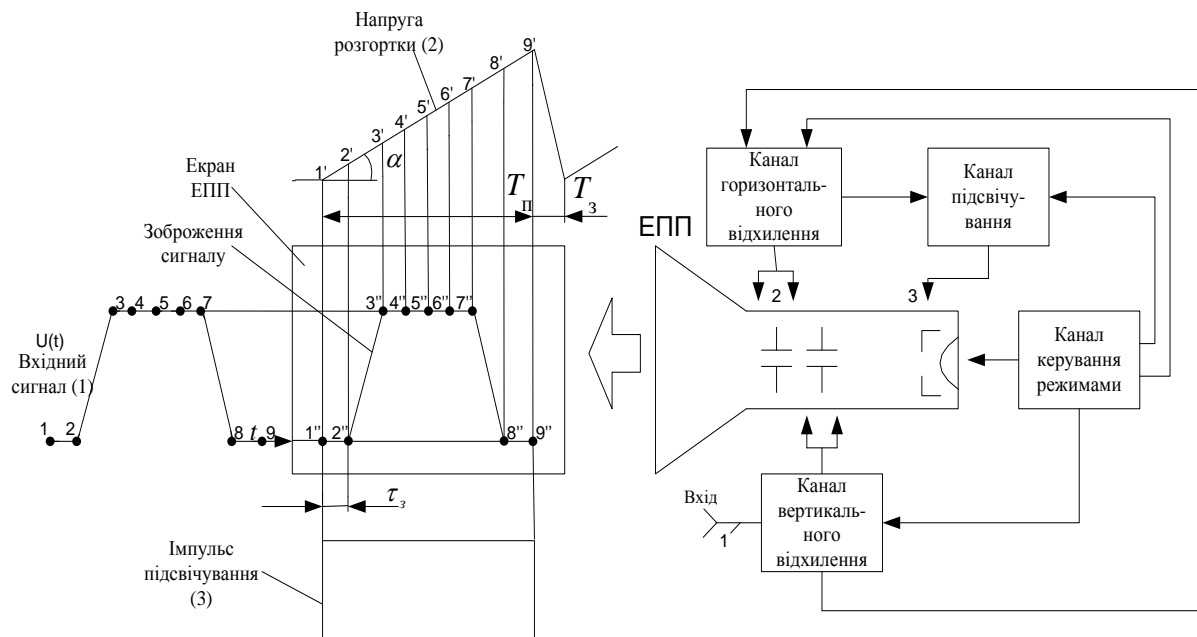 Напруга
розгортки (2)
1' 2' 3' 4' 5' 6' 7' 8' 9'
α
T п
T з
Екран
ЕПП
Зоброження
сигналу
U(t)
Вхідний
сигнал (1)
3 4 5 6 7
1 2
8 t 9
3" 4" 5" 6" 7"
1" 2"
8" 9"
τ з
Імпульс
підсвічування
(3)
ЕПП
Канал
горизонталь-
ного
відхилення
Канал
підсвічу-
вання
2
3
Канал
керування
режимами
Вхід
1
Канал
вертикаль-
ного
відхилення